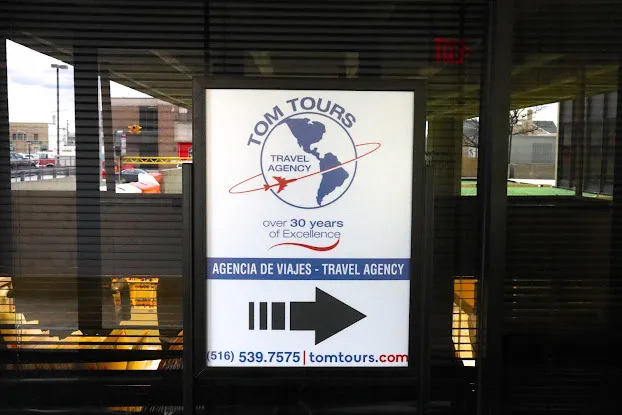 TOM TOURS
TRAVEL
AGENCY
over 30 years
of Excellence
AGENCIA DE VIAJES - TRAVEL AGENCY
(516) 539.7575 | tomtours.com